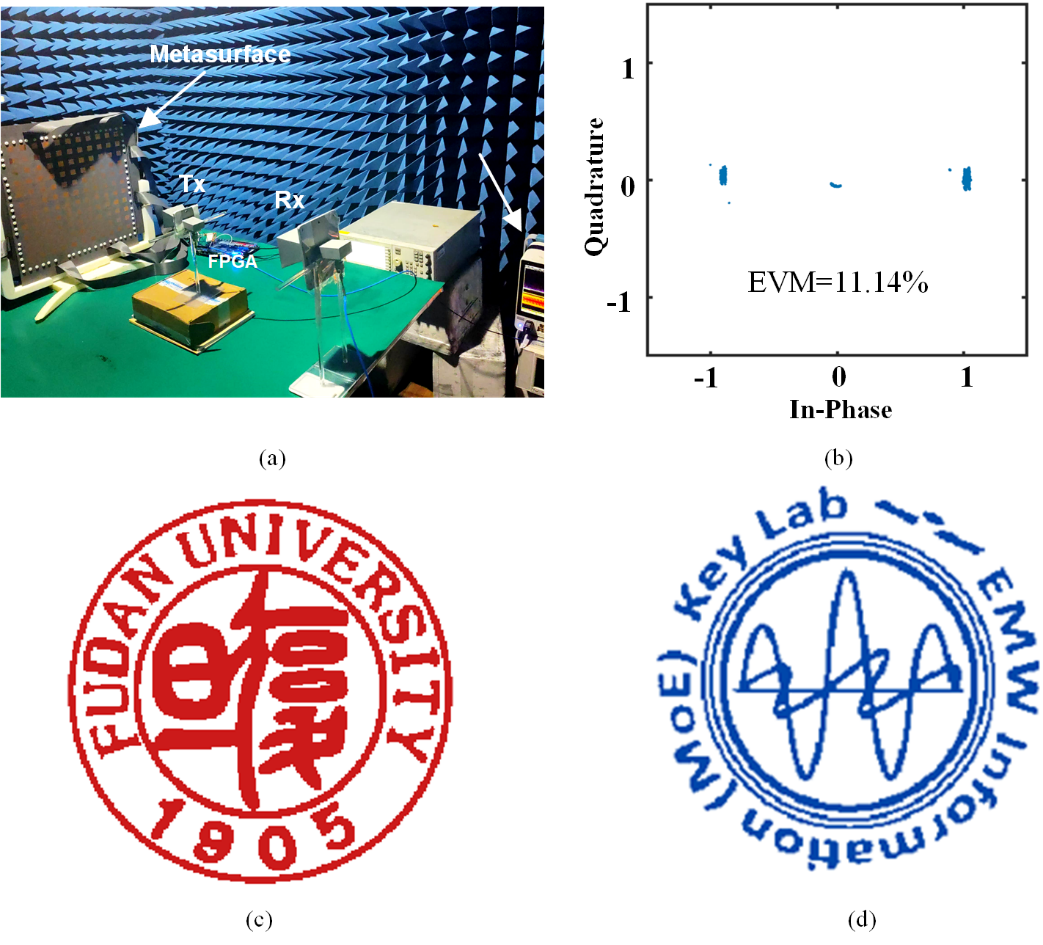 Metasurface
Tx
Rx
FPGA
(a)
1
0
-1
Quadrature
EVM=11.14%
-1
0
1
In-Phase
(b)
FUDAN UNIVERSITY
1905
(c)
Key Lab
EMW Information (MoE)
(d)